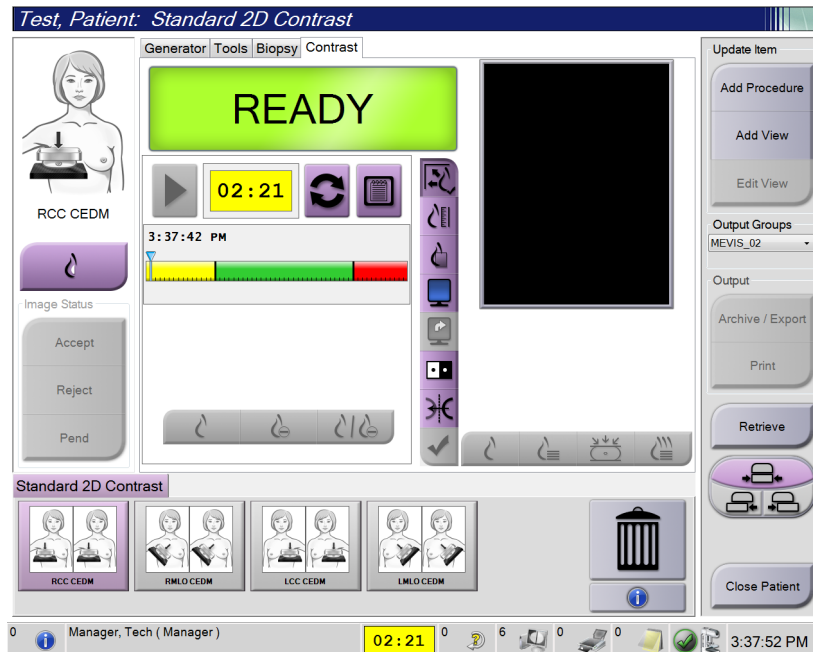 Test, Patient:  Standard 2D Contrast
Generator Tools Biopsy Contrast
READY
02:21
3:37:42 PM
RCC CEDM
Image Status
Accept
Reject
Pend
Update Item
Add Procedure
Add View
Edit View
Output Groups
MEVIS_02
Output
Archive / Export
Print
Retrieve
Close Patient
Standard 2D Contrast
RCC CEDM
RMLO CEDM
LCC CEDM
LMLO CEDM
0 Manager, Tech ( Manager ) 02:21 0 6 0 0 3:37:52 PM